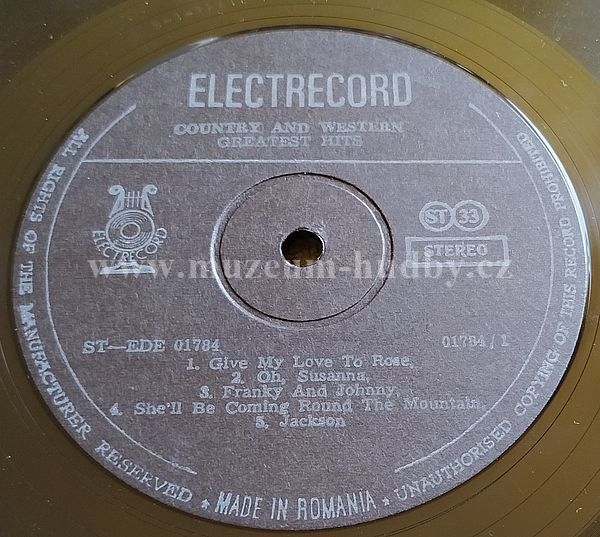 ELECTRECORD
COUNTRY AND WESTERN
GREATEST HITS
ELECTRECORD
ST 33
STEREO
www.muzeum-hudby.cz
ST—EDE 01784
01784/I
1. Give My Love To Rose,
2. Oh, Susanna,
3. Franky And Johnny,
4. She'll Be Coming Round The Mountain,
5. Jackson
ALL RIGHTS OF THE MANUFACTURER RESERVED * MADE IN ROMANIA * UNAUTHORISED COPYING OF THIS RECORD PROHIBITED